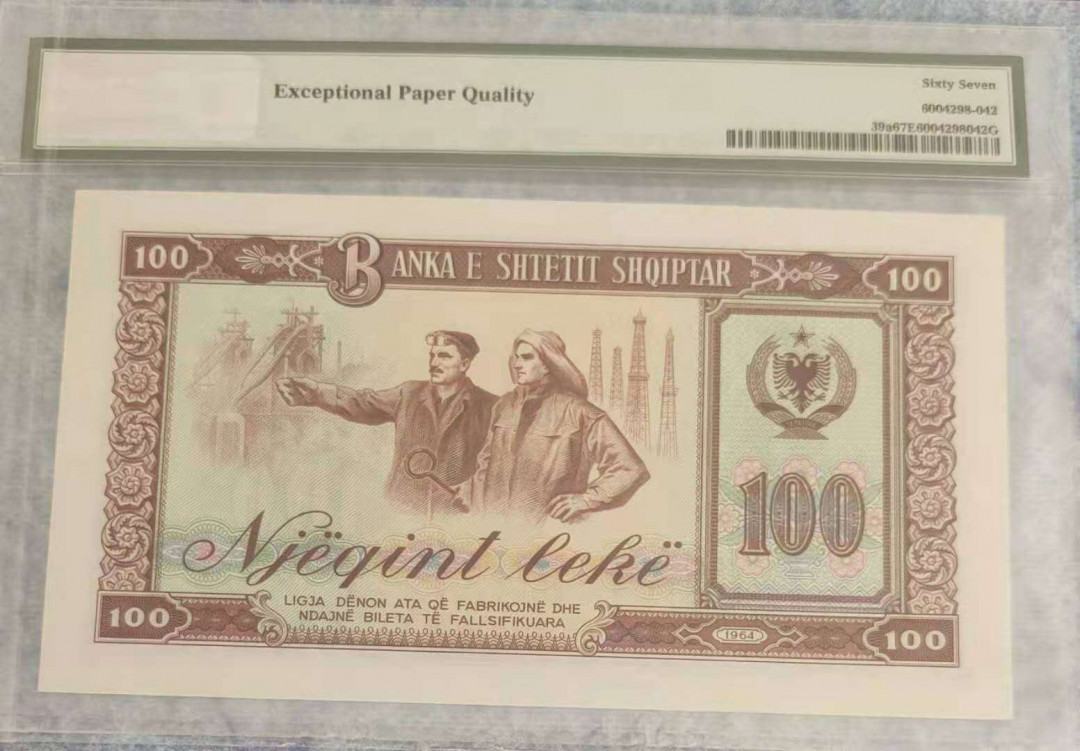 Exceptional Paper Quality
Sixty Seven
6004298-042
39a67E6004298042G
100
BANKA E SHTETIT SHQIPTAR
100
100
Njëqint lekë
LIGJA DËNON ATA QË FABRIKOJNË DHE
NDAJNË BILETA TË FALLSIFIKUARA
100
1964
100